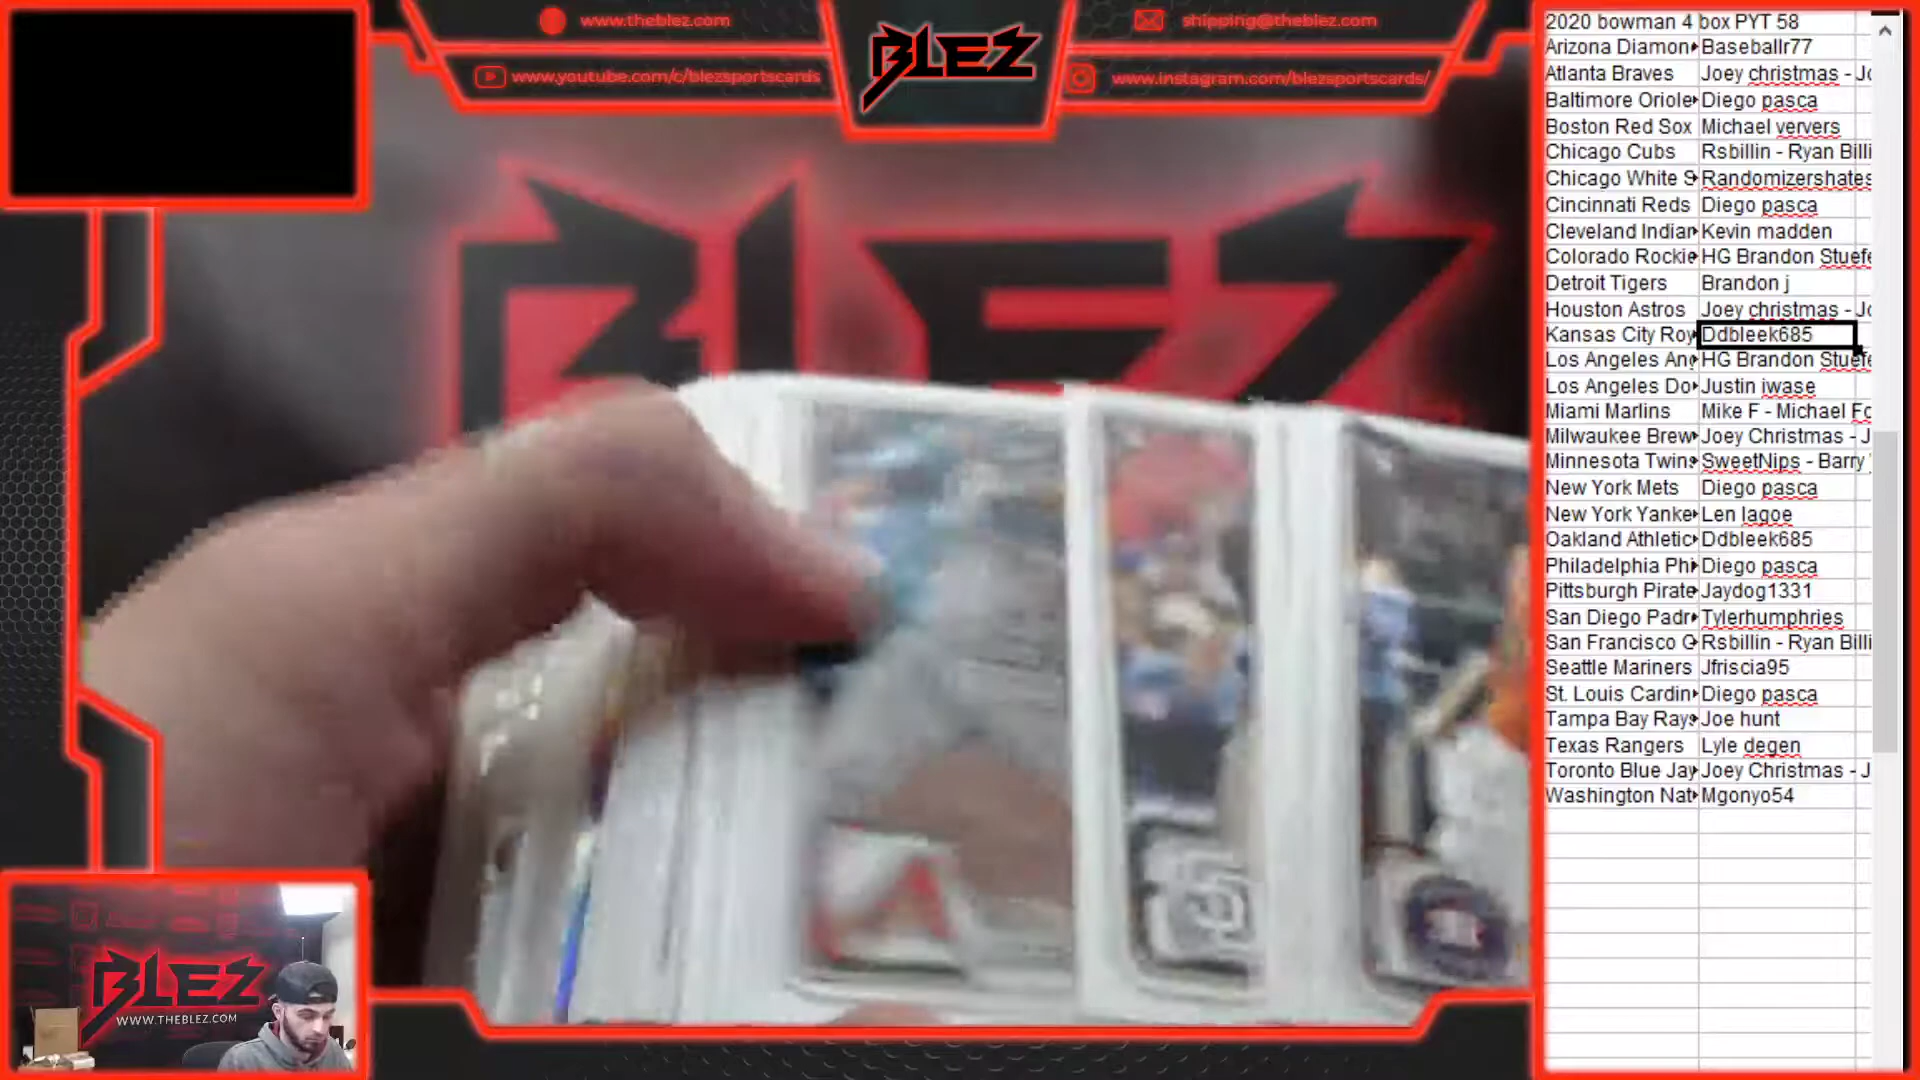 www.theblez.com
BLEZ
shipping@theblez.com
www.youtube.com/c/blezsportscards
www.instagram.com/blezsportscards/
BLEZ
BLEZ
WWW.THEBLEZ.COM
2020 bowman 4 box PYT 58
Arizona Diamon Baseballr77
Atlanta Braves Joey christmas - Jo
Baltimore Oriole Diego pasca
Boston Red Sox Michael ververs
Chicago Cubs Rsbillin - Ryan Billi
Chicago White S Randomizershates
Cincinnati Reds Diego pasca
Cleveland Indian Kevin madden
Colorado Rockie HG Brandon Stuefe
Detroit Tigers Brandon j
Houston Astros Joey christmas - Jo
Kansas City Roy Ddbleek685
Los Angeles Ang HG Brandon Stuefe
Los Angeles Do Justin iwase
Miami Marlins Mike F - Michael Fo
Milwaukee Brew Joey Christmas - J
Minnesota Twins SweetNips - Barry
New York Mets Diego pasca
New York Yanke Len lagoe
Oakland Athletic Ddbleek685
Philadelphia Phi Diego pasca
Pittsburgh Pirate Jaydog1331
San Diego Padr Tylerhumphries
San Francisco G Rsbillin - Ryan Billi
Seattle Mariners Jfriscia95
St. Louis Cardin Diego pasca
Tampa Bay Rays Joe hunt
Texas Rangers Lyle degen
Toronto Blue Jay Joey Christmas - J
Washington Nat Mgonyo54